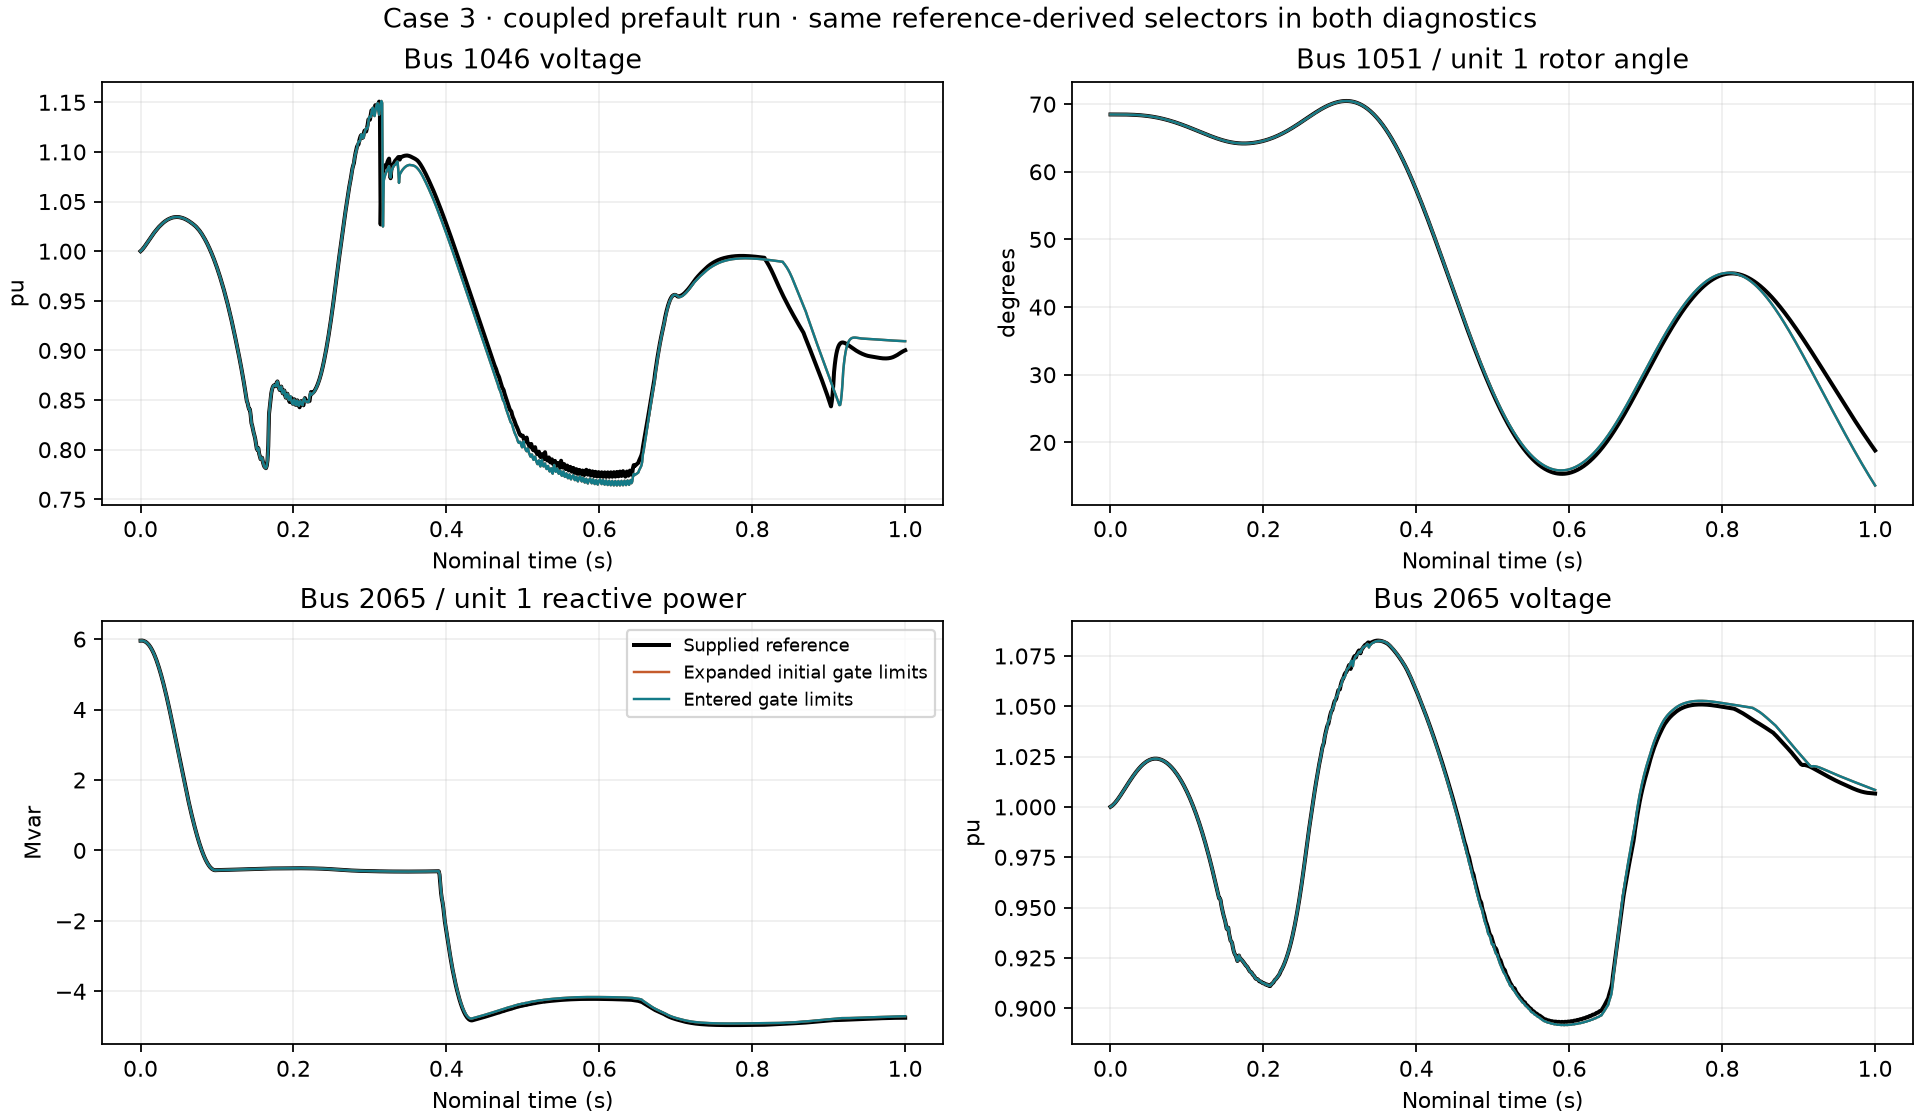 Case 3 · coupled prefault run · same reference-derived selectors in both diagnostics
Bus 1046 voltage
pu
1.15
1.10
1.05
1.00
0.95
0.90
0.85
0.80
0.75
0.0 0.2 0.4 0.6 0.8 1.0
Nominal time (s)
Bus 1051 / unit 1 rotor angle
degrees
70
60
50
40
30
20
0.0 0.2 0.4 0.6 0.8 1.0
Nominal time (s)
Bus 2065 / unit 1 reactive power
Mvar
6
4
2
0
−2
−4
Supplied reference
Expanded initial gate limits
Entered gate limits
0.0 0.2 0.4 0.6 0.8 1.0
Nominal time (s)
Bus 2065 voltage
pu
1.075
1.050
1.025
1.000
0.975
0.950
0.925
0.900
0.0 0.2 0.4 0.6 0.8 1.0
Nominal time (s)